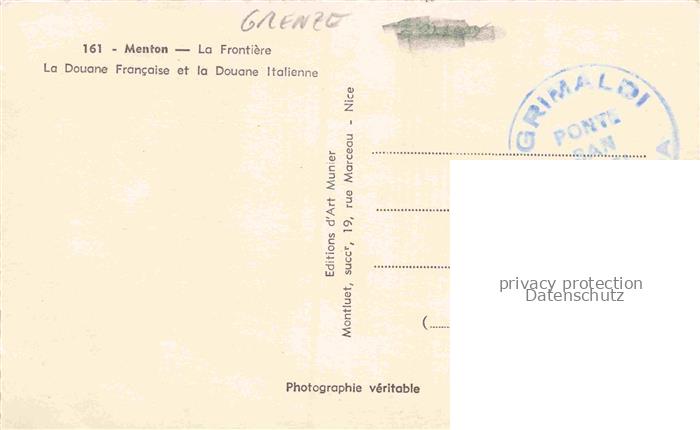 GRENZE
161 - Menton — La Frontière
La Douane Française et la Douane Italienne
Editions d'Art Munier
Montluet, succʳ, 19, rue Marceau - Nice
GRIMALDI
PONTE
SAN
A
(..........
privacy protection
Datenschutz
Photographie véritable